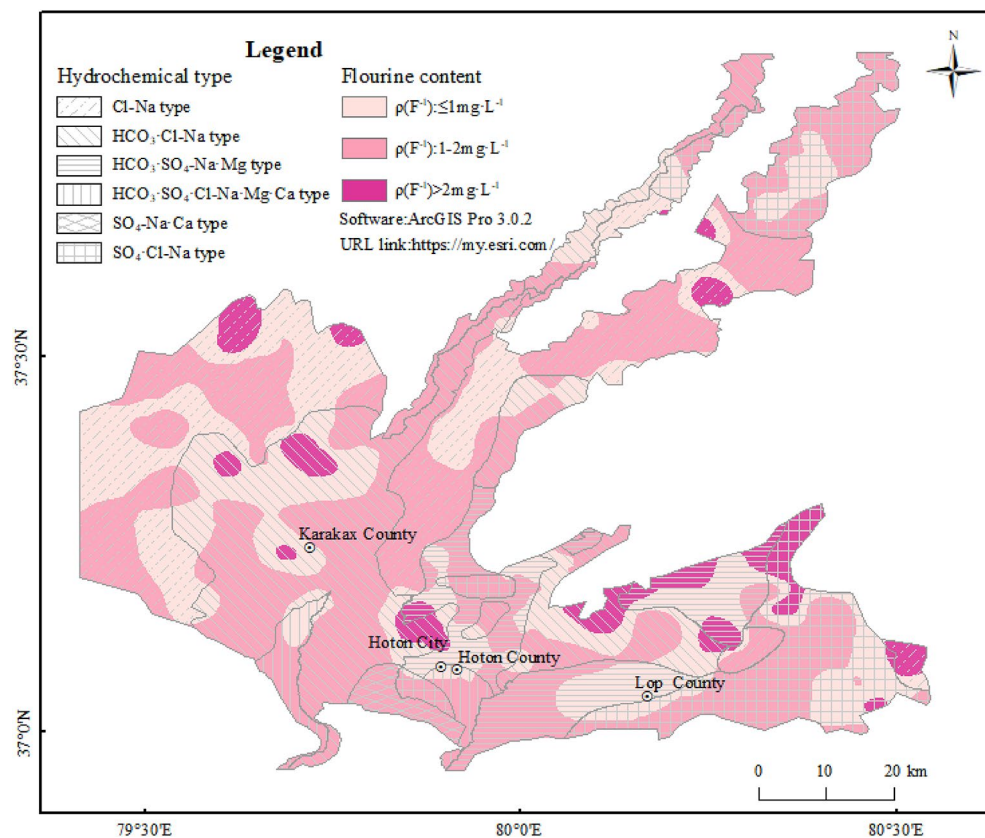 Legend
Hydrochemical type
Cl-Na type
HCO₃·Cl-Na type
HCO₃·SO₄-Na·Mg type
HCO₃·SO₄·Cl-Na·Mg·Ca type
SO₄-Na·Ca type
SO₄·Cl-Na type
Flourine content
ρ(F⁻¹):≤1mg·L⁻¹
ρ(F⁻¹):1-2mg·L⁻¹
ρ(F⁻¹)>2mg·L⁻¹
Software:ArcGIS Pro 3.0.2
URL link:https://my.esri.com/
N
37°30'
37°0'
Karakax County
Hoton City
Hoton County
Lop County
0 10 20 km
79°30'E
80°0'E
80°30'E